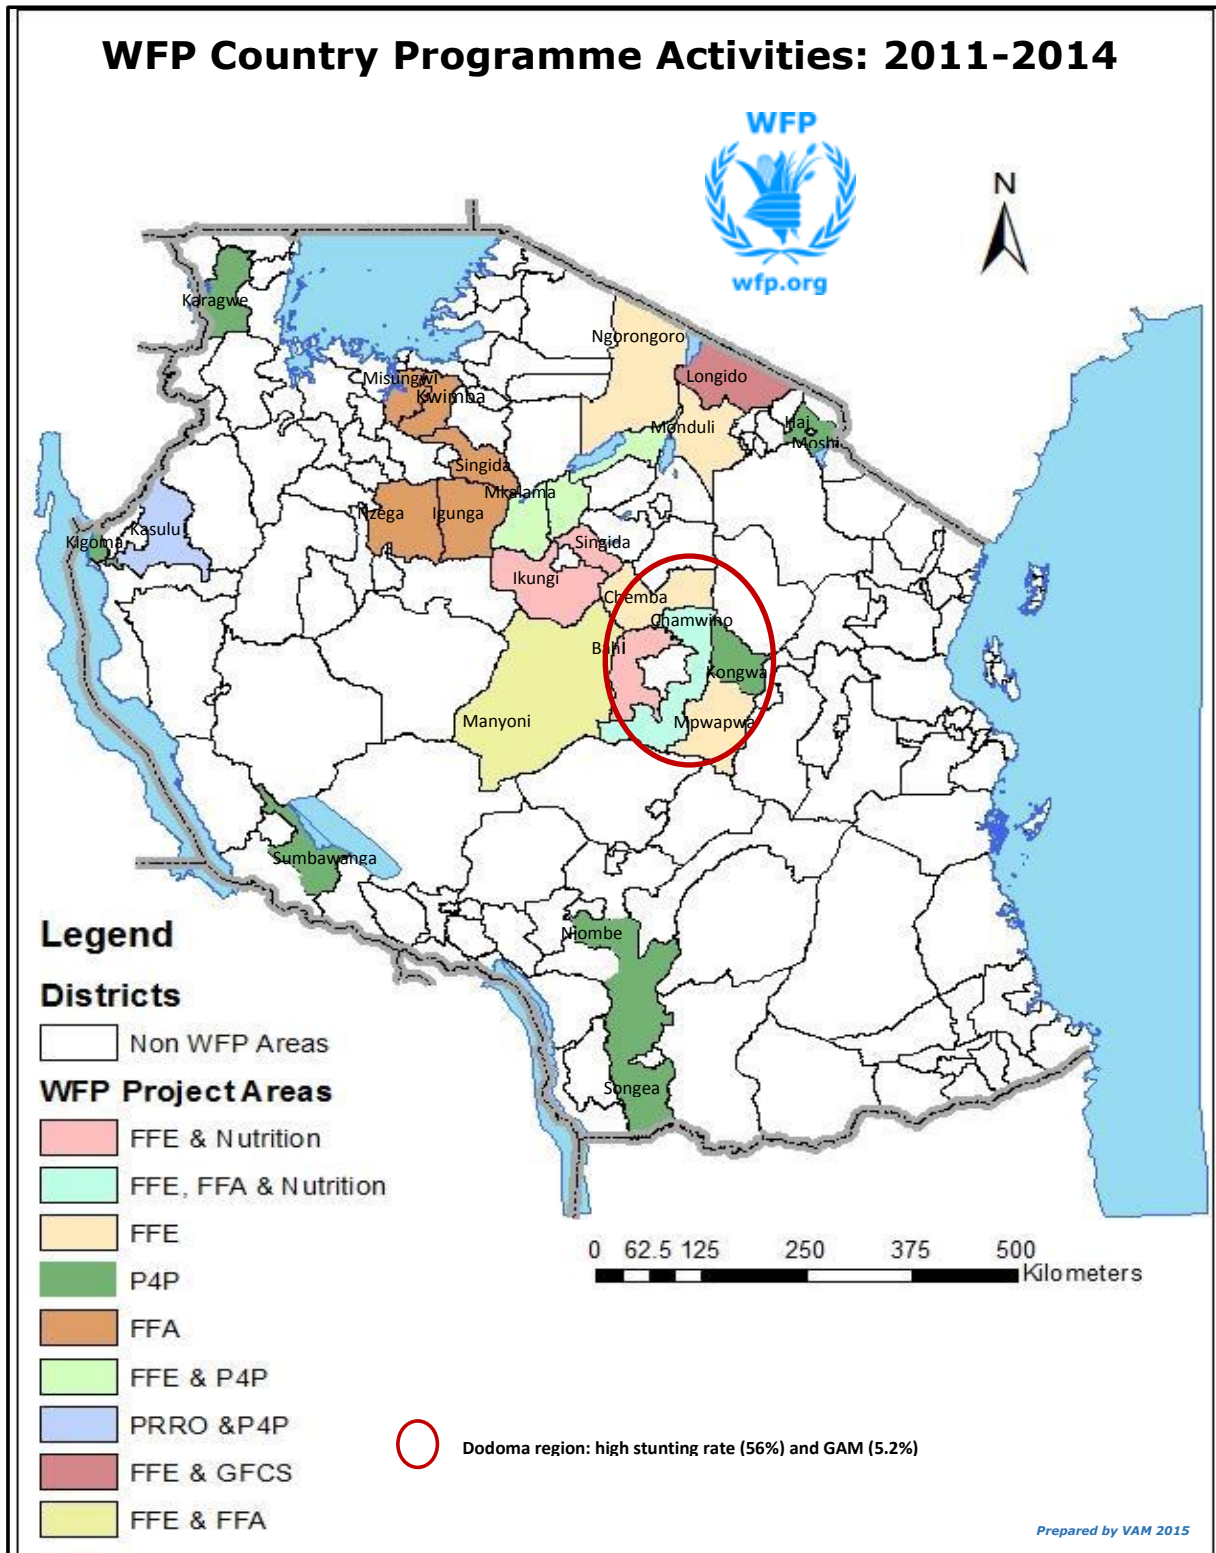 WFP Country Programme Activities: 2011-2014
WFP
wfp.org
N
Karagwe
Ngorongoro
Longido
Misungwi
Kwimba
Monduli
Hai
Moshi
Singida
Mkalama
Nzega
Igunga
Kigoma
Kasulu
Singida
Ikungi
Chemba
Chamwino
Bahi
Kongwa
Manyoni
Mpwapwa
Sumbawanga
Njombe
Songea
Legend
Districts
Non WFP Areas
WFP Project Areas
FFE & Nutrition
FFE, FFA & Nutrition
FFE
P4P
FFA
FFE & P4P
PRRO &P4P
FFE & GFCS
FFE & FFA
0 62.5 125 250 375 500
Kilometers
Dodoma region: high stunting rate (56%) and GAM (5.2%)
Prepared by VAM 2015